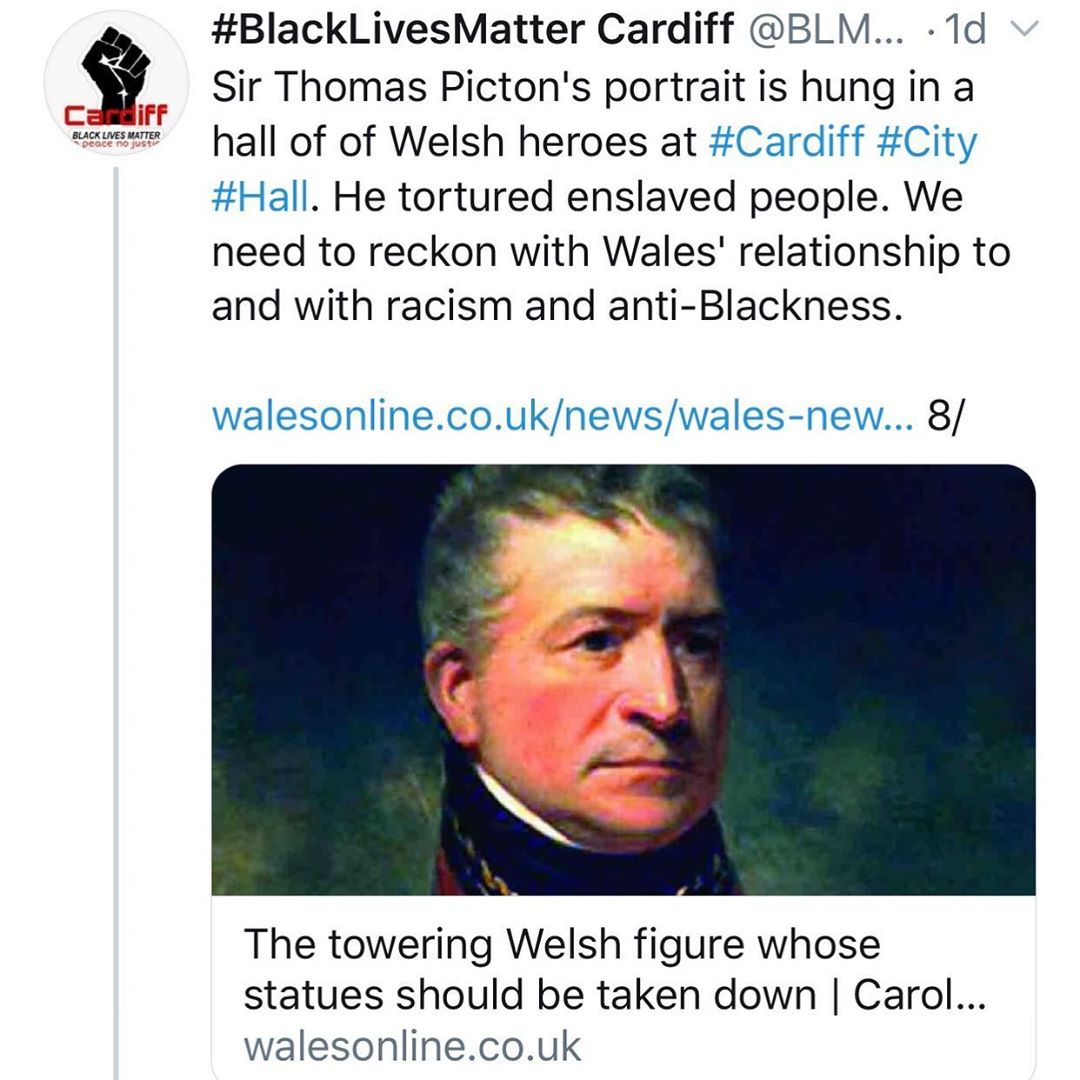 #BlackLivesMatter Cardiff @BLM... · 1d
Cardiff
BLACK LIVES MATTER
peace no justic
Sir Thomas Picton's portrait is hung in a
hall of of Welsh heroes at #Cardiff #City
#Hall. He tortured enslaved people. We
need to reckon with Wales' relationship to
and with racism and anti-Blackness.
walesonline.co.uk/news/wales-new... 8/
The towering Welsh figure whose
statues should be taken down | Carol...
walesonline.co.uk